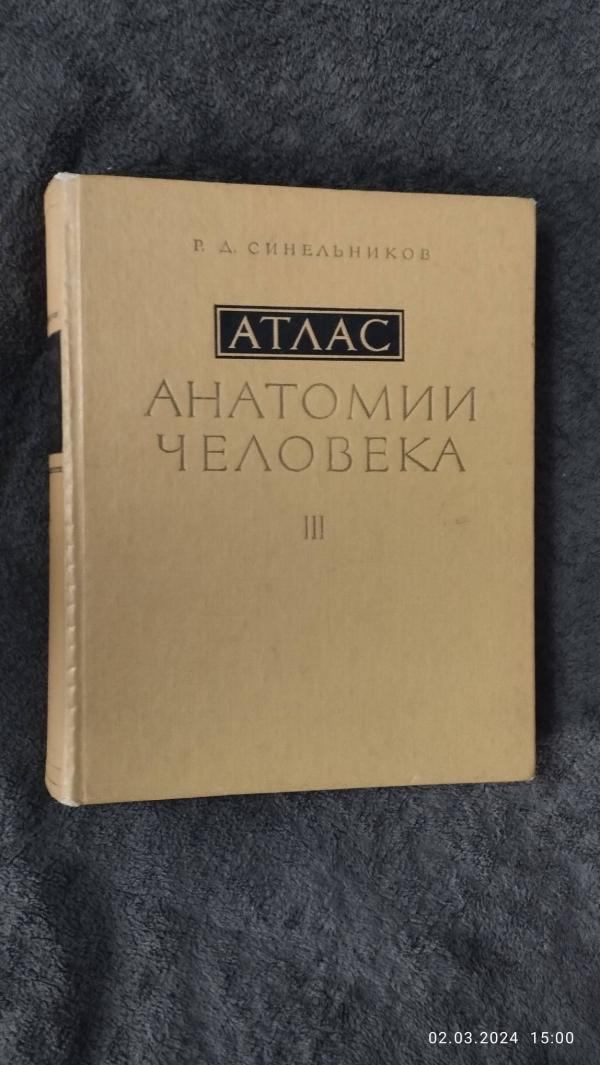 Р. Д. СИНЕЛЬНИКОВ
АТЛАС
АНАТОМИИ
ЧЕЛОВЕКА
III
02.03.2024 15:00